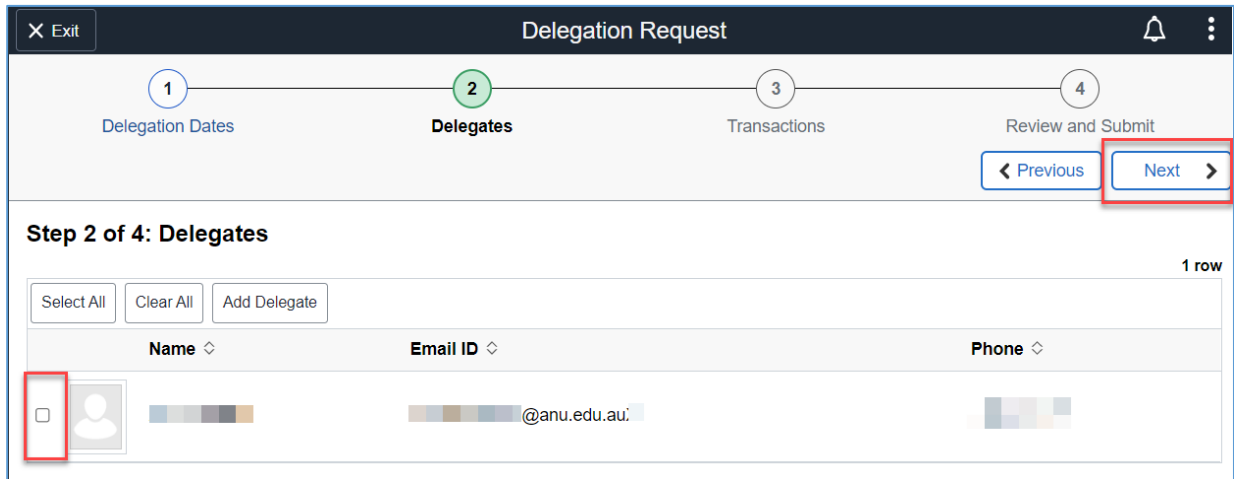 Exit Delegation Request
1 2 3 4
Delegation Dates Delegates Transactions Review and Submit
Previous Next
Step 2 of 4: Delegates
1 row
Select All Clear All Add Delegate
Name Email ID Phone
@anu.edu.au